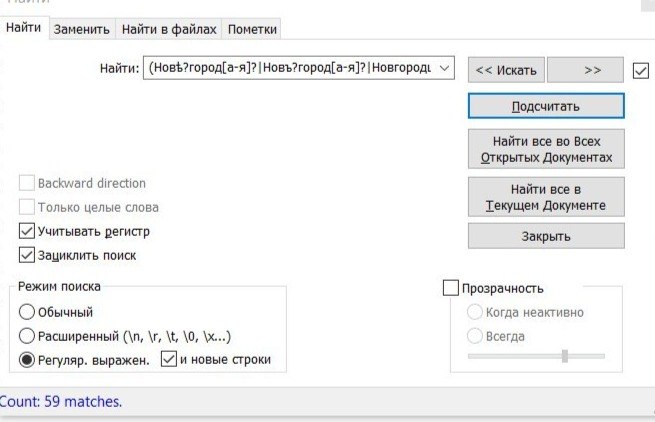 Найти
Найти Заменить Найти в файлах Пометки
Найти: (Новѣ?город[а-я]?|Новъ?город[а-я]?|Новгородц
<< Искать >>
Подсчитать
Найти все во Всех
Открытых Документах
Найти все в
Текущем Документе
Закрыть
Backward direction
Только целые слова
Учитывать регистр
Зациклить поиск
Режим поиска
Обычный
Расширенный (\n, \r, \t, \0, \x...)
Регуляр. выражен. и новые строки
Прозрачность
Когда неактивно
Всегда
Count: 59 matches.